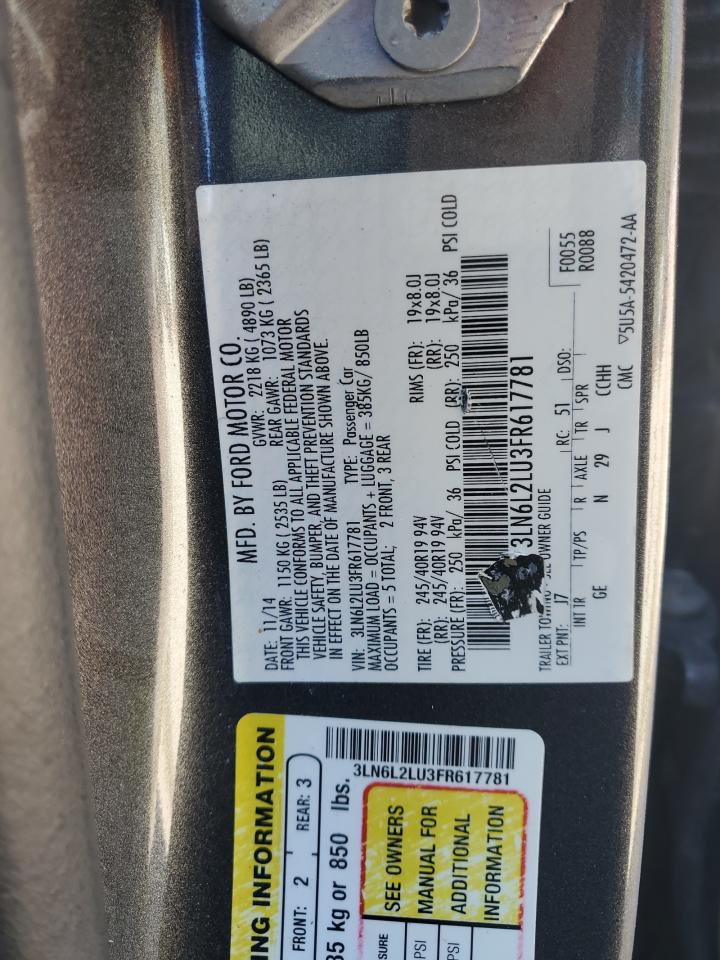 MFD. BY FORD MOTOR CO.
DATE: 11/14 GVWR: 2218 KG ( 4890 LB)
FRONT GAWR: 1150 KG ( 2535 LB) REAR GAWR: 1073 KG ( 2365 LB)
THIS VEHICLE CONFORMS TO ALL APPLICABLE FEDERAL MOTOR
VEHICLE SAFETY, BUMPER, AND THEFT PREVENTION STANDARDS
IN EFFECT ON THE DATE OF MANUFACTURE SHOWN ABOVE.
VIN: 3LN6L2LU3FR617781 TYPE: Passenger Car
MAXIMUM LOAD = OCCUPANTS + LUGGAGE = 385KG/ 850LB
OCCUPANTS = 5 TOTAL; 2 FRONT, 3 REAR
TIRE (FR): 245/40R19 94V RIMS (FR): 19x8.0J
(RR): 245/40R19 94V (RR): 19x8.0J
PRESSURE (FR): 250 kPa/ 36 PSI COLD (RR): 250 kPa/ 36 PSI COLD
3LN6L2LU3FR617781
TRAILER OWNER GUIDE
EXT PNT: J7 RC: 51 DSO:
F0055
R0088
INT TR TP/PS R AXLE TR SPR
GE N 29 J CCHH
CMC ▽5U5A-5420472-AA
NG INFORMATION
FRONT: 2 REAR: 3
35 kg or 850 lbs.
3LN6L2LU3FR617781
SURE
PSI
PSI
SEE OWNERS
MANUAL FOR
ADDITIONAL
INFORMATION